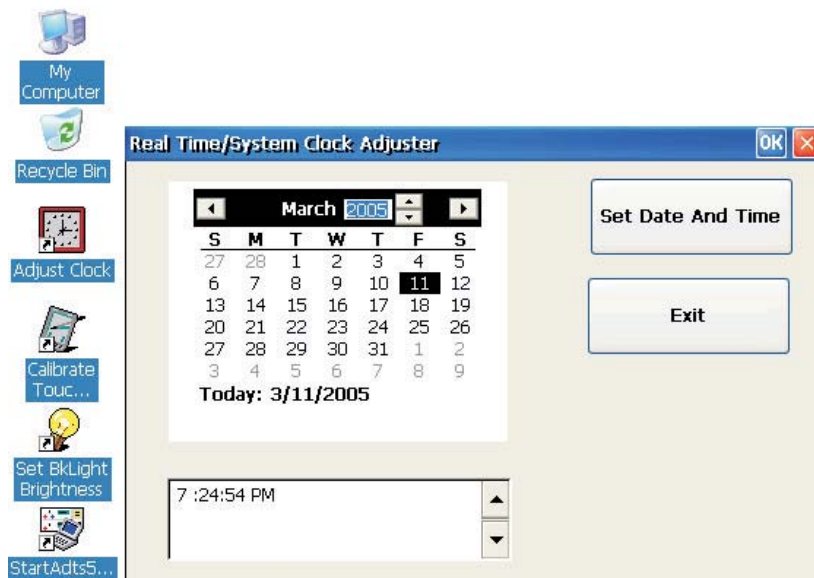 My
Computer
Recycle Bin
Adjust Clock
Calibrate
Touc...
Set BkLight
Brightness
StartAdts5...
Real Time/System Clock Adjuster
OK
March 2005
S M T W T F S
27 28 1 2 3 4 5
6 7 8 9 10 11 12
13 14 15 16 17 18 19
20 21 22 23 24 25 26
27 28 29 30 31 1 2
3 4 5 6 7 8 9
Today: 3/11/2005
7 :24:54 PM
Set Date And Time
Exit